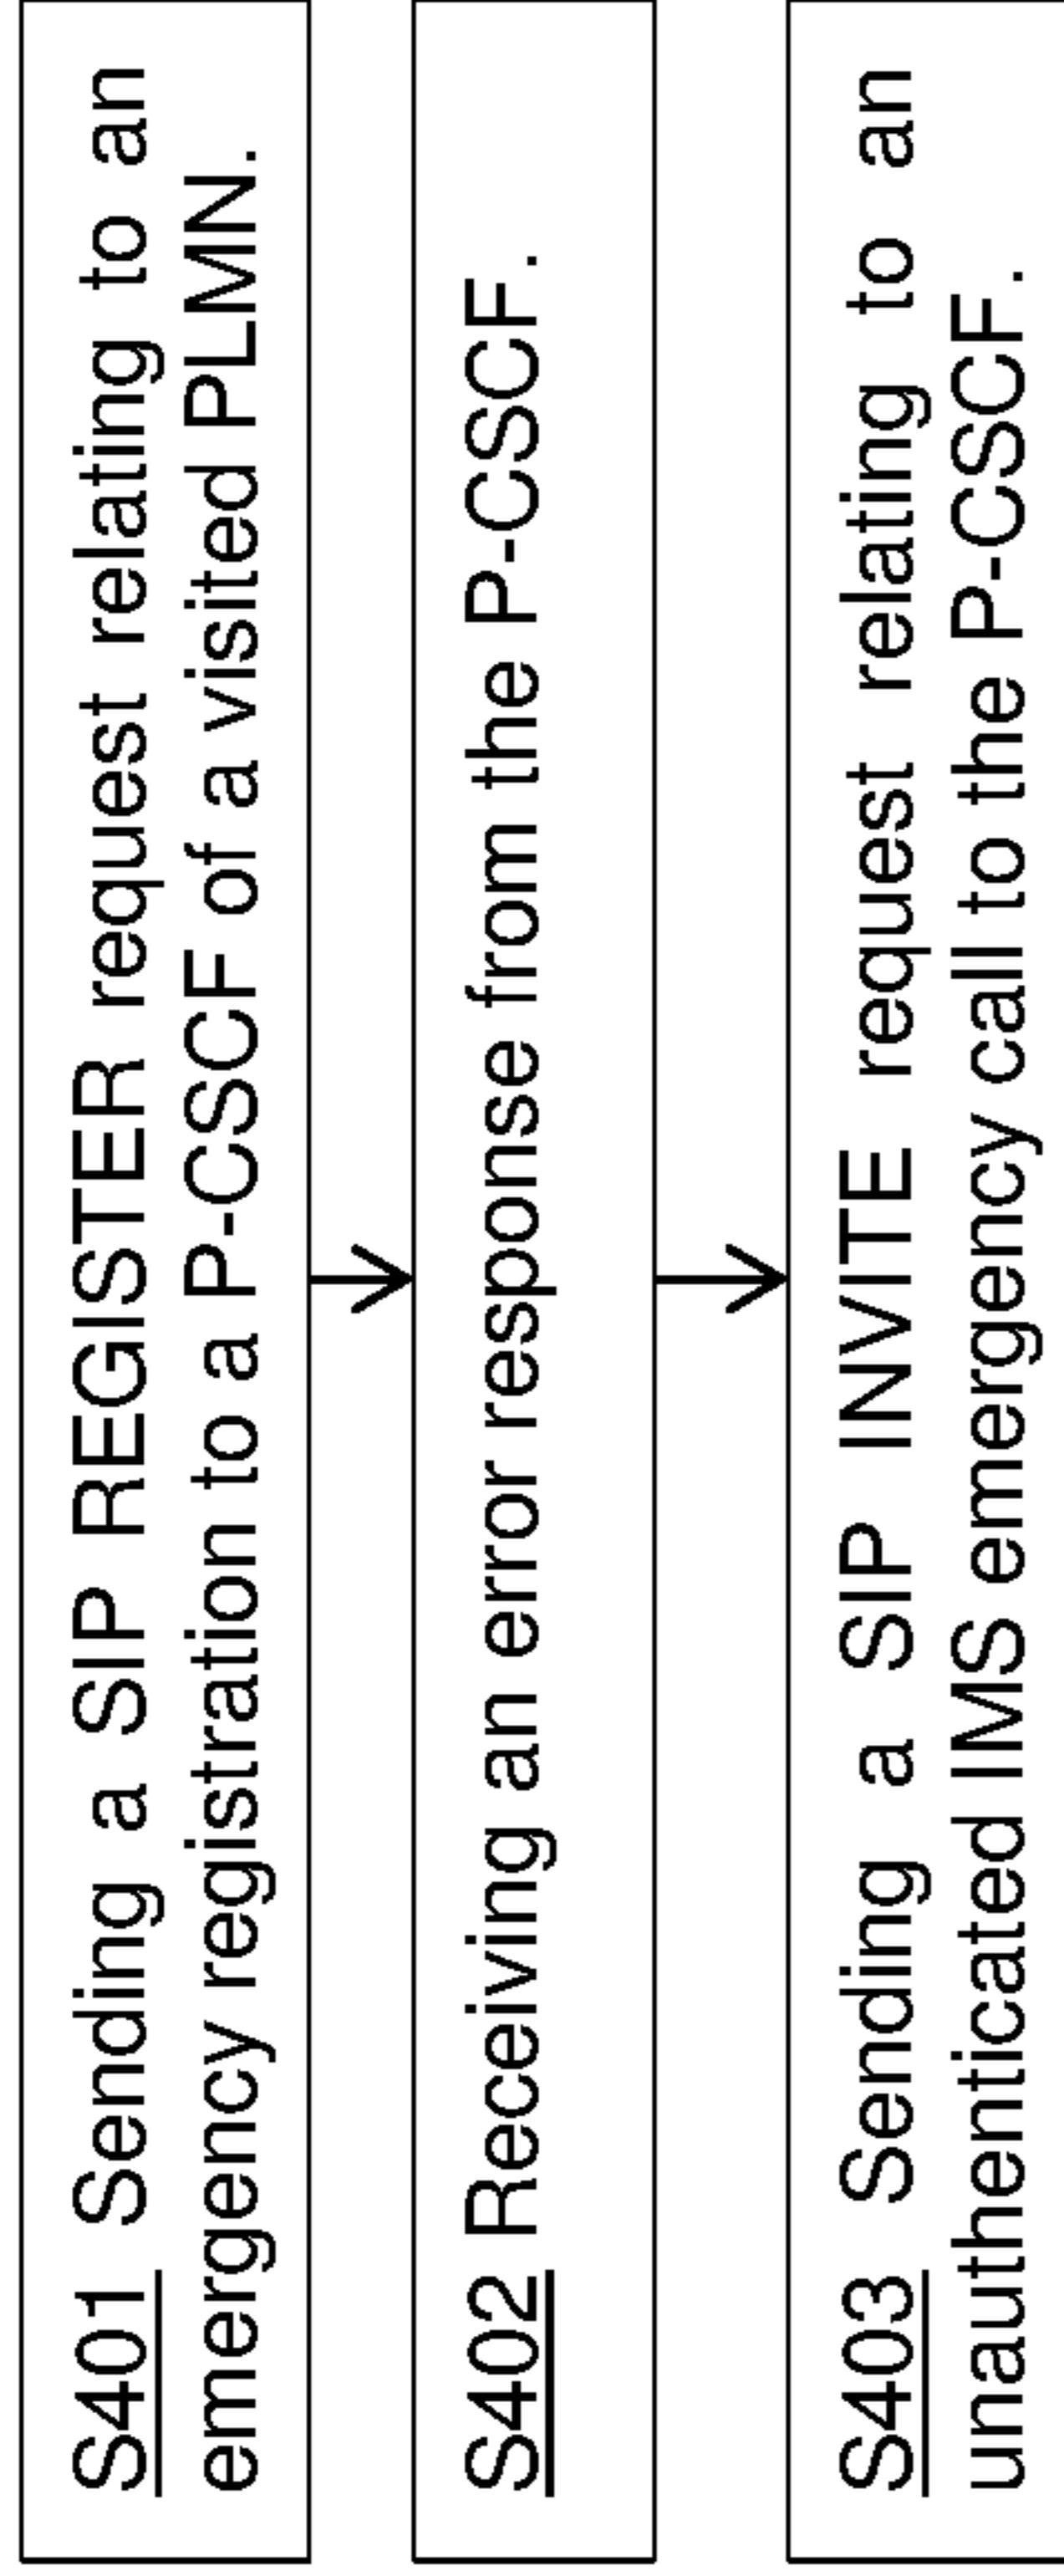 S401 Sending a SIP REGISTER request relating to an
emergency registration to a P-CSCF of a visited PLMN.
S402 Receiving an error response from the P-CSCF.
S403 Sending a SIP INVITE request relating to an
unauthenticated IMS emergency call to the P-CSCF.